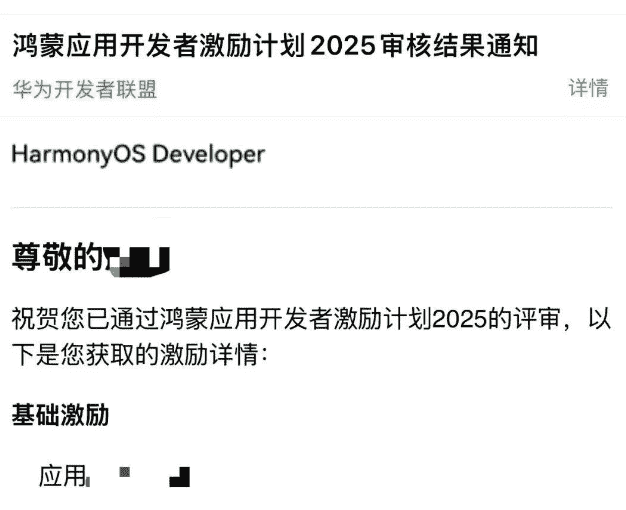 鸿蒙应用开发者激励计划2025审核结果通知
华为开发者联盟
详情
HarmonyOS Developer
尊敬的
祝贺您已通过鸿蒙应用开发者激励计划2025的评审，以
下是您获取的激励详情：
基础激励
应用